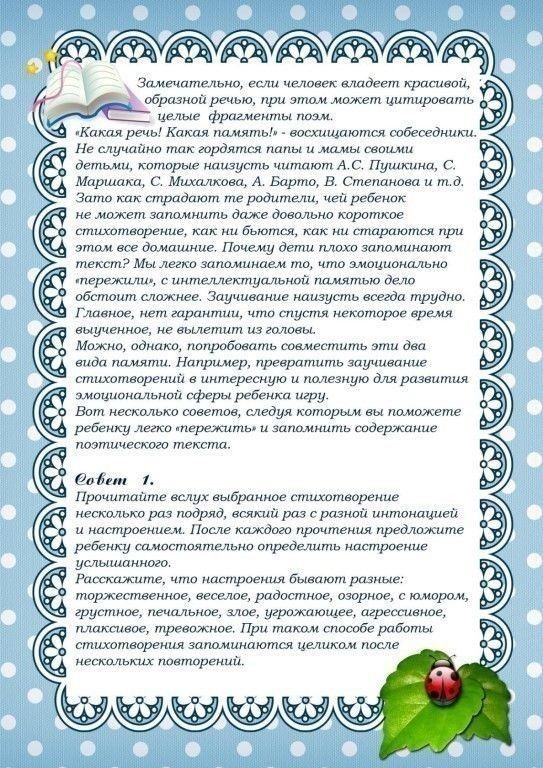 Замечательно, если человек владеет красивой,
образной речью, при этом может цитировать
целые фрагменты поэм.
«Какая речь! Какая память!» - восхищаются собеседники.
Не случайно так гордятся папы и мамы своими
детьми, которые наизусть читают А.С. Пушкина, С.
Маршака, С. Михалкова, А. Барто, В. Степанова и т.д.
Зато как страдают те родители, чей ребенок
не может запомнить даже довольно короткое
стихотворение, как ни бьются, как ни стараются при
этом все домашние. Почему дети плохо запоминают
текст? Мы легко запоминаем то, что эмоционально
«пережили», с интеллектуальной памятью дело
обстоит сложнее. Заучивание наизусть всегда трудно.
Главное, нет гарантии, что спустя некоторое время
выученное, не вылетит из головы.
Можно, однако, попробовать совместить эти два
вида памяти. Например, превратить заучивание
стихотворений в интересную и полезную для развития
эмоциональной сферы ребенка игру.
Вот несколько советов, следуя которым вы поможете
ребенку легко «пережить» и запомнить содержание
поэтического текста.
Совет 1.
Прочитайте вслух выбранное стихотворение
несколько раз подряд, всякий раз с разной интонацией
и настроением. После каждого прочтения предложите
ребенку самостоятельно определить настроение
услышанного.
Расскажите, что настроения бывают разные:
торжественное, веселое, радостное, озорное, с юмором,
грустное, печальное, злое, угрожающее, агрессивное,
плаксивое, тревожное. При таком способе работы
стихотворения запоминаются целиком после
нескольких повторений.